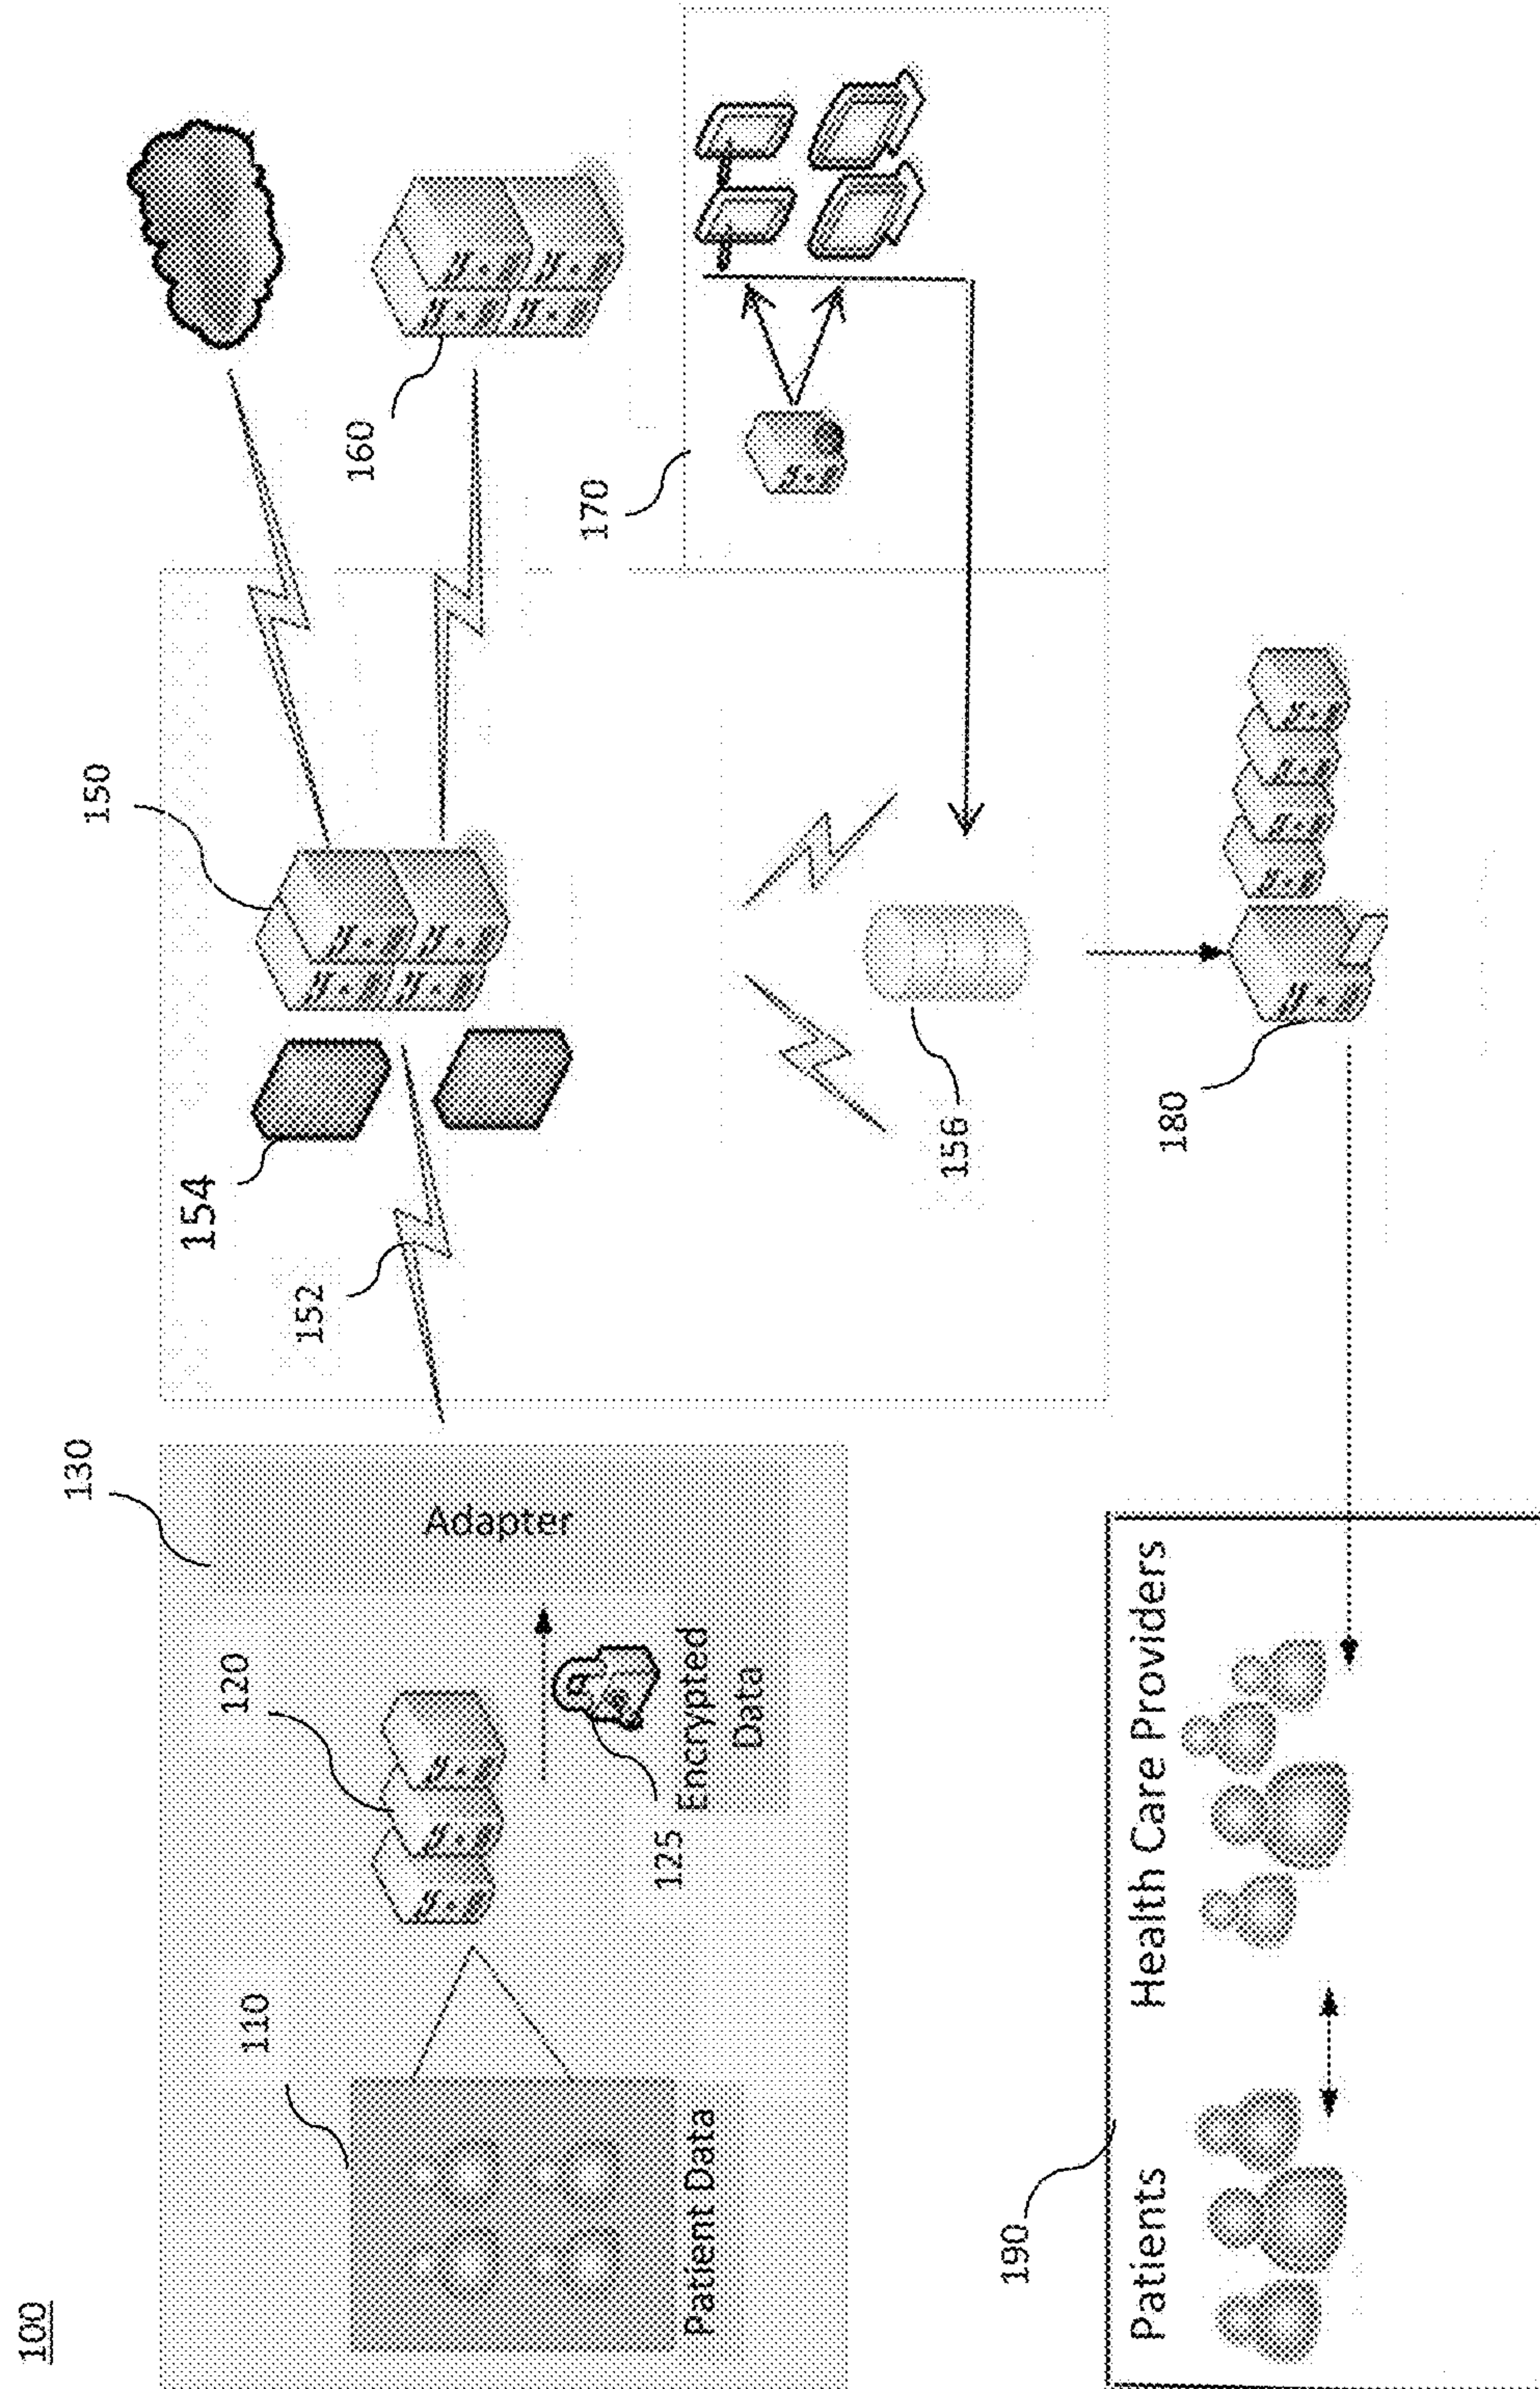 100
130
150
154
120
110
152
160
Adapter
170
125
Encrypted
Data
Patient Data
156
190
180
Patients
Health Care Providers